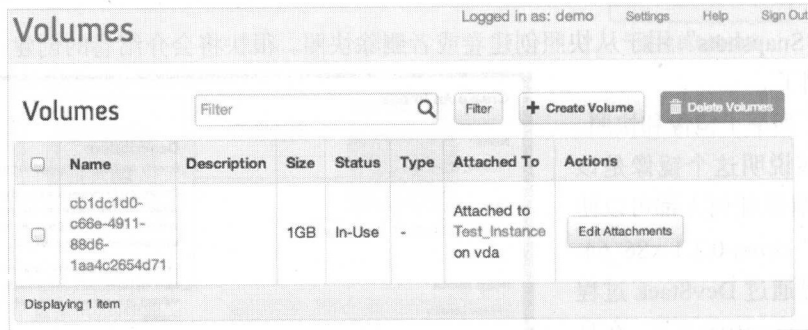 Logged in as: demo Settings Help Sign Out
Volumes
Volumes Filter Filter + Create Volume Delete Volumes
Name Description Size Status Type Attached To Actions
cb1dc1d0-
c66e-4911-
88d6-
1aa4c2654d71
1GB In-Use -
Attached to
Test_Instance
on vda
Edit Attachments
Displaying 1 item